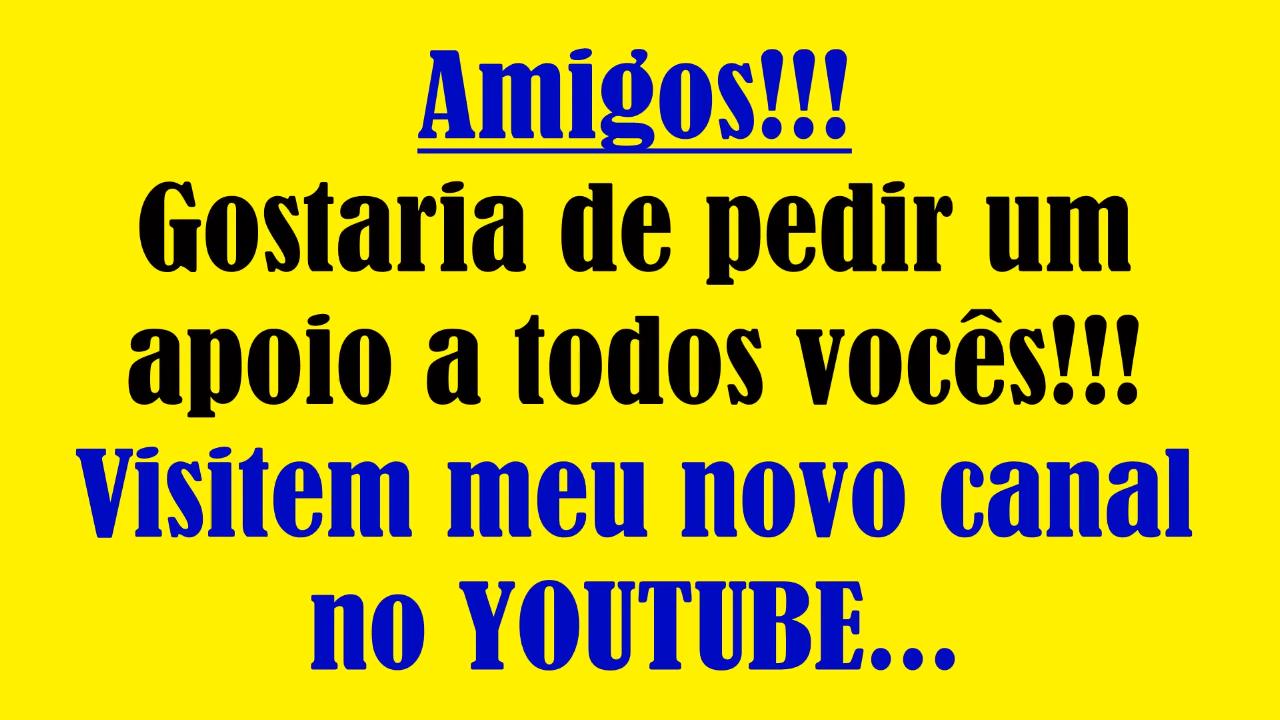 Amigos!!!
Gostaria de pedir um
apoio a todos vocês!!!
Visitem meu novo canal
no YOUTUBE...